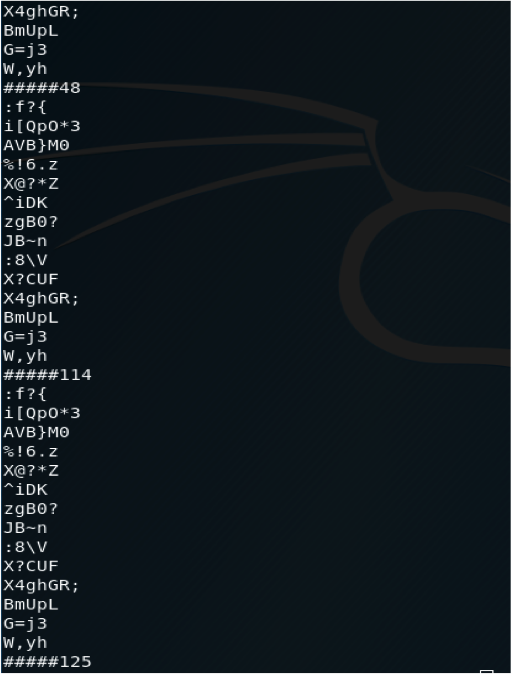 X4ghGR;
BmUpL
G=j3
W,yh
#####48
:f?{
i[QpO*3
AVB}M0
%!6.z
X@?*Z
^iDK
zgB0?
JB~n
:8\V
X?CUF
X4ghGR;
BmUpL
G=j3
W,yh
#####114
:f?{
i[QpO*3
AVB}M0
%!6.z
X@?*Z
^iDK
zgB0?
JB~n
:8\V
X?CUF
X4ghGR;
BmUpL
G=j3
W,yh
#####125